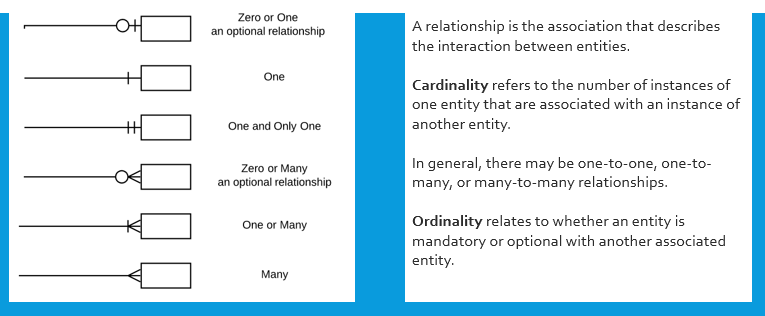 Zero or One
an optional relationship
One
One and Only One
Zero or Many
an optional relationship
One or Many
Many
A relationship is the association that describes
the interaction between entities.
Cardinality refers to the number of instances of
one entity that are associated with an instance of
another entity.
In general, there may be one-to-one, one-to-
many, or many-to-many relationships.
Ordinality relates to whether an entity is
mandatory or optional with another associated
entity.